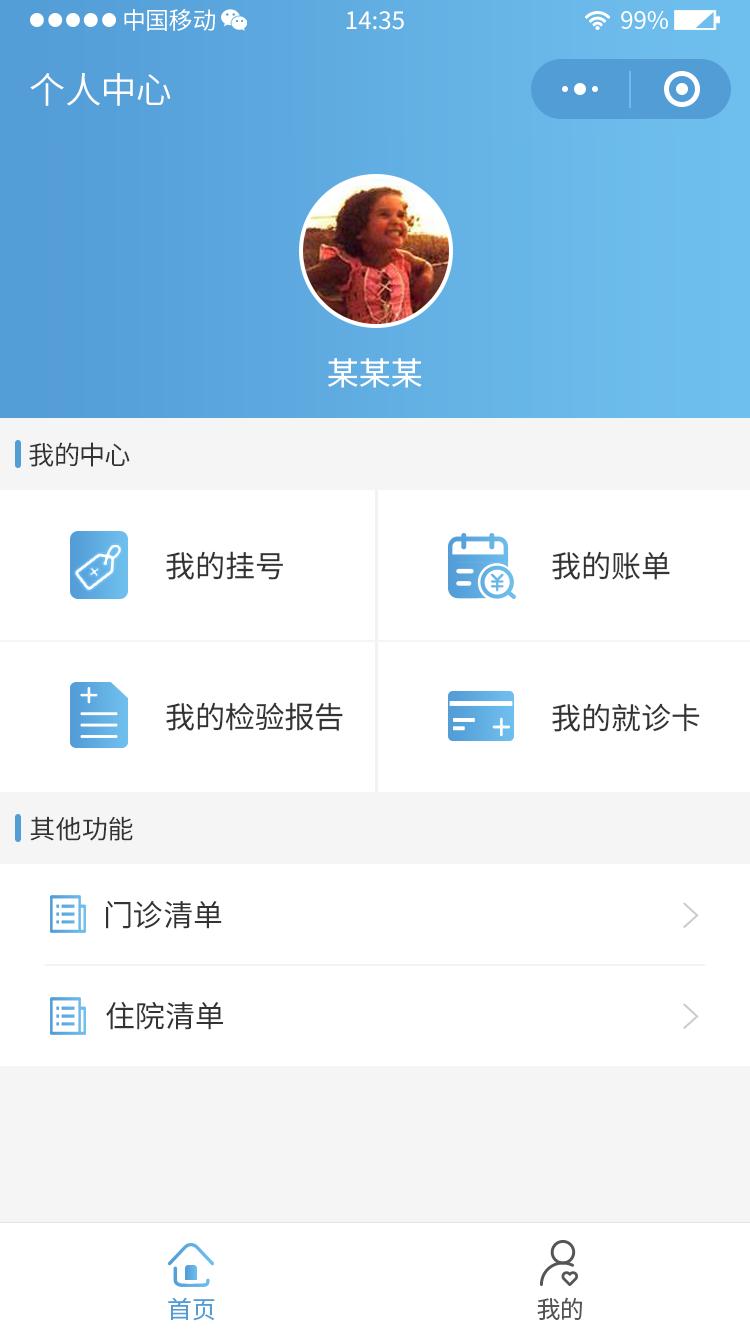 中国移动 14:35 99%
个人中心
某某某
我的中心
我的挂号 我的账单
我的检验报告 我的就诊卡
其他功能
门诊清单
住院清单
首页 我的